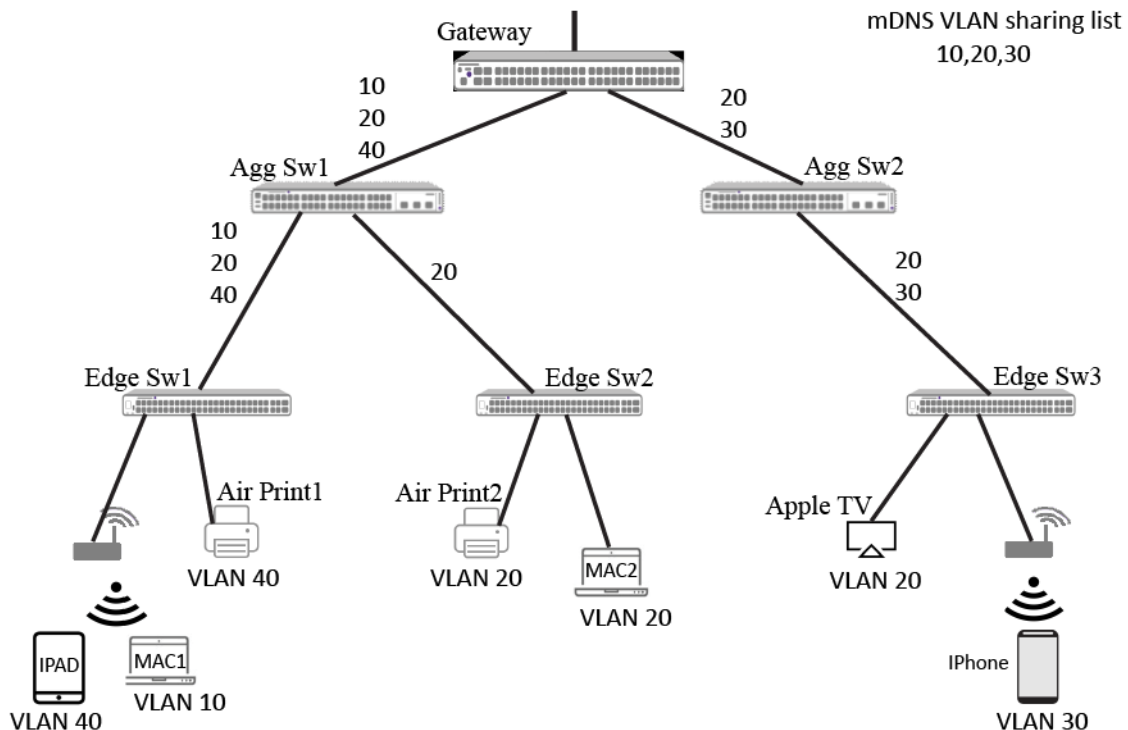 mDNS VLAN sharing list
10,20,30
Gateway
10
20
40
20
30
Agg Sw1
Agg Sw2
10
20
40
20
20
30
Edge Sw1
Edge Sw2
Edge Sw3
Air Print1
VLAN 40
Air Print2
VLAN 20
MAC2
VLAN 20
Apple TV
VLAN 20
IPAD
VLAN 40
MAC1
VLAN 10
IPhone
VLAN 30